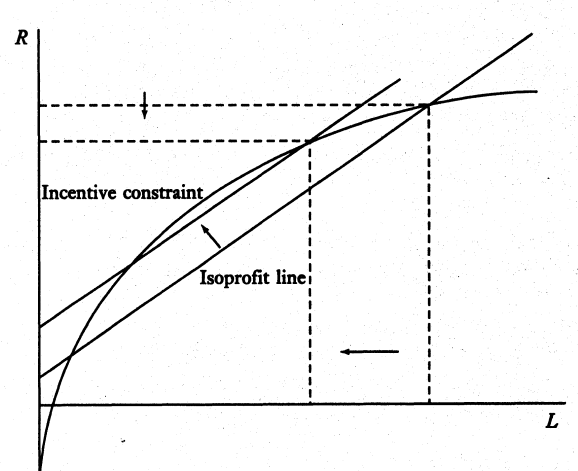 R
Incentive constraint
Isoprofit line
L